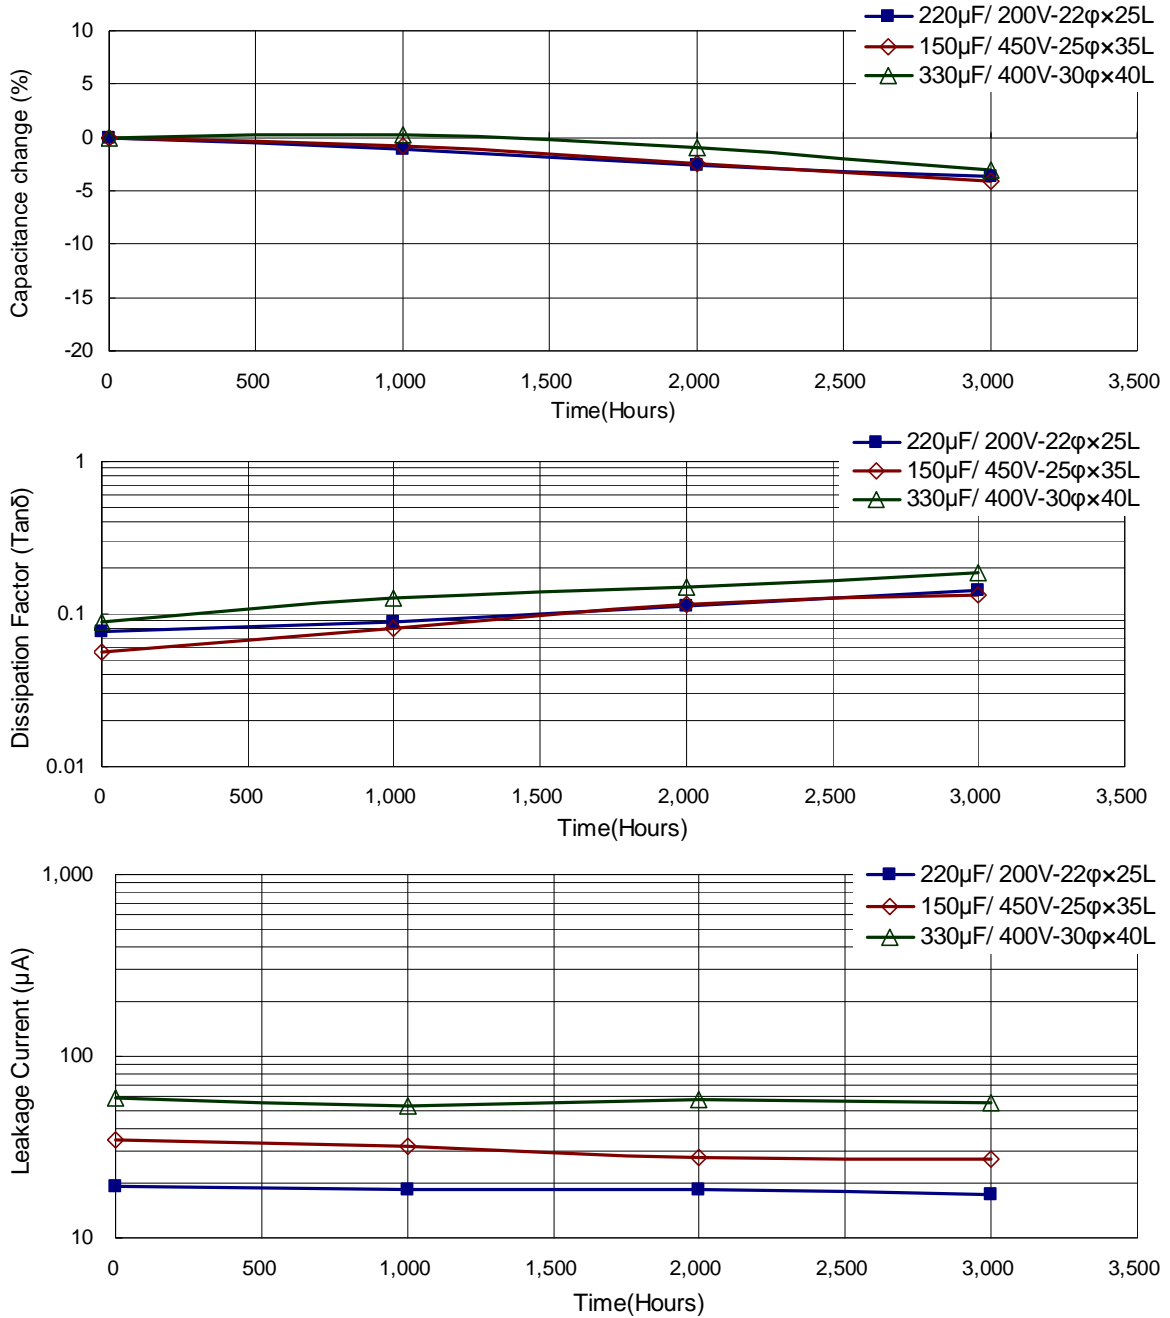 220μF/ 200V-22φ×25L
150μF/ 450V-25φ×35L
330μF/ 400V-30φ×40L
Capacitance change (%)
10
5
0
-5
-10
-15
-20
0 500 1,000 1,500 2,000 2,500 3,000 3,500
Time(Hours)
220μF/ 200V-22φ×25L
150μF/ 450V-25φ×35L
330μF/ 400V-30φ×40L
Dissipation Factor (Tanδ)
1
0.1
0.01
0 500 1,000 1,500 2,000 2,500 3,000 3,500
Time(Hours)
220μF/ 200V-22φ×25L
150μF/ 450V-25φ×35L
330μF/ 400V-30φ×40L
Leakage Current (μA)
1,000
100
10
0 500 1,000 1,500 2,000 2,500 3,000 3,500
Time(Hours)